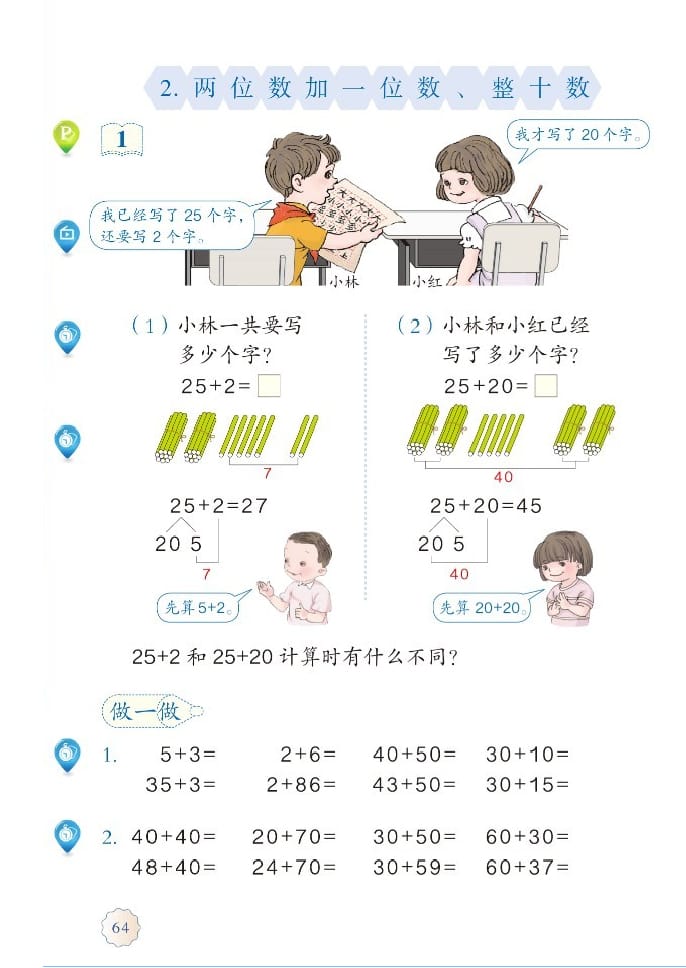 2. 两位数加一位数、整十数
1
我才写了 20 个字。
我已经写了 25 个字，
还要写 2 个字。
小林
小红
（1）小林一共要写
多少个字？
25+2=
7
25+2=27
20 5
7
先算5+2。
（2）小林和小红已经
写了多少个字？
25+20=
40
25+20=45
20 5
40
先算 20+20。
25+2 和 25+20 计算时有什么不同？
做一做
1. 5+3= 2+6= 40+50= 30+10=
35+3= 2+86= 43+50= 30+15=
2. 40+40= 20+70= 30+50= 60+30=
48+40= 24+70= 30+59= 60+37=
64